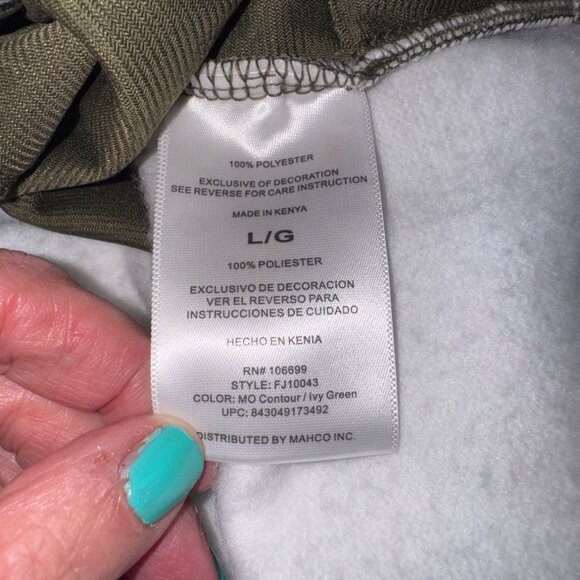 100% POLYESTER
EXCLUSIVE OF DECORATION
SEE REVERSE FOR CARE INSTRUCTION
MADE IN KENYA
L/G
100% POLIESTER
EXCLUSIVO DE DECORACION
VER EL REVERSO PARA
INSTRUCCIONES DE CUIDADO
HECHO EN KENIA
RN# 106699
STYLE: FJ10043
COLOR: MO Contour / Ivy Green
UPC: 843049173492
DISTRIBUTED BY MAHCO INC.